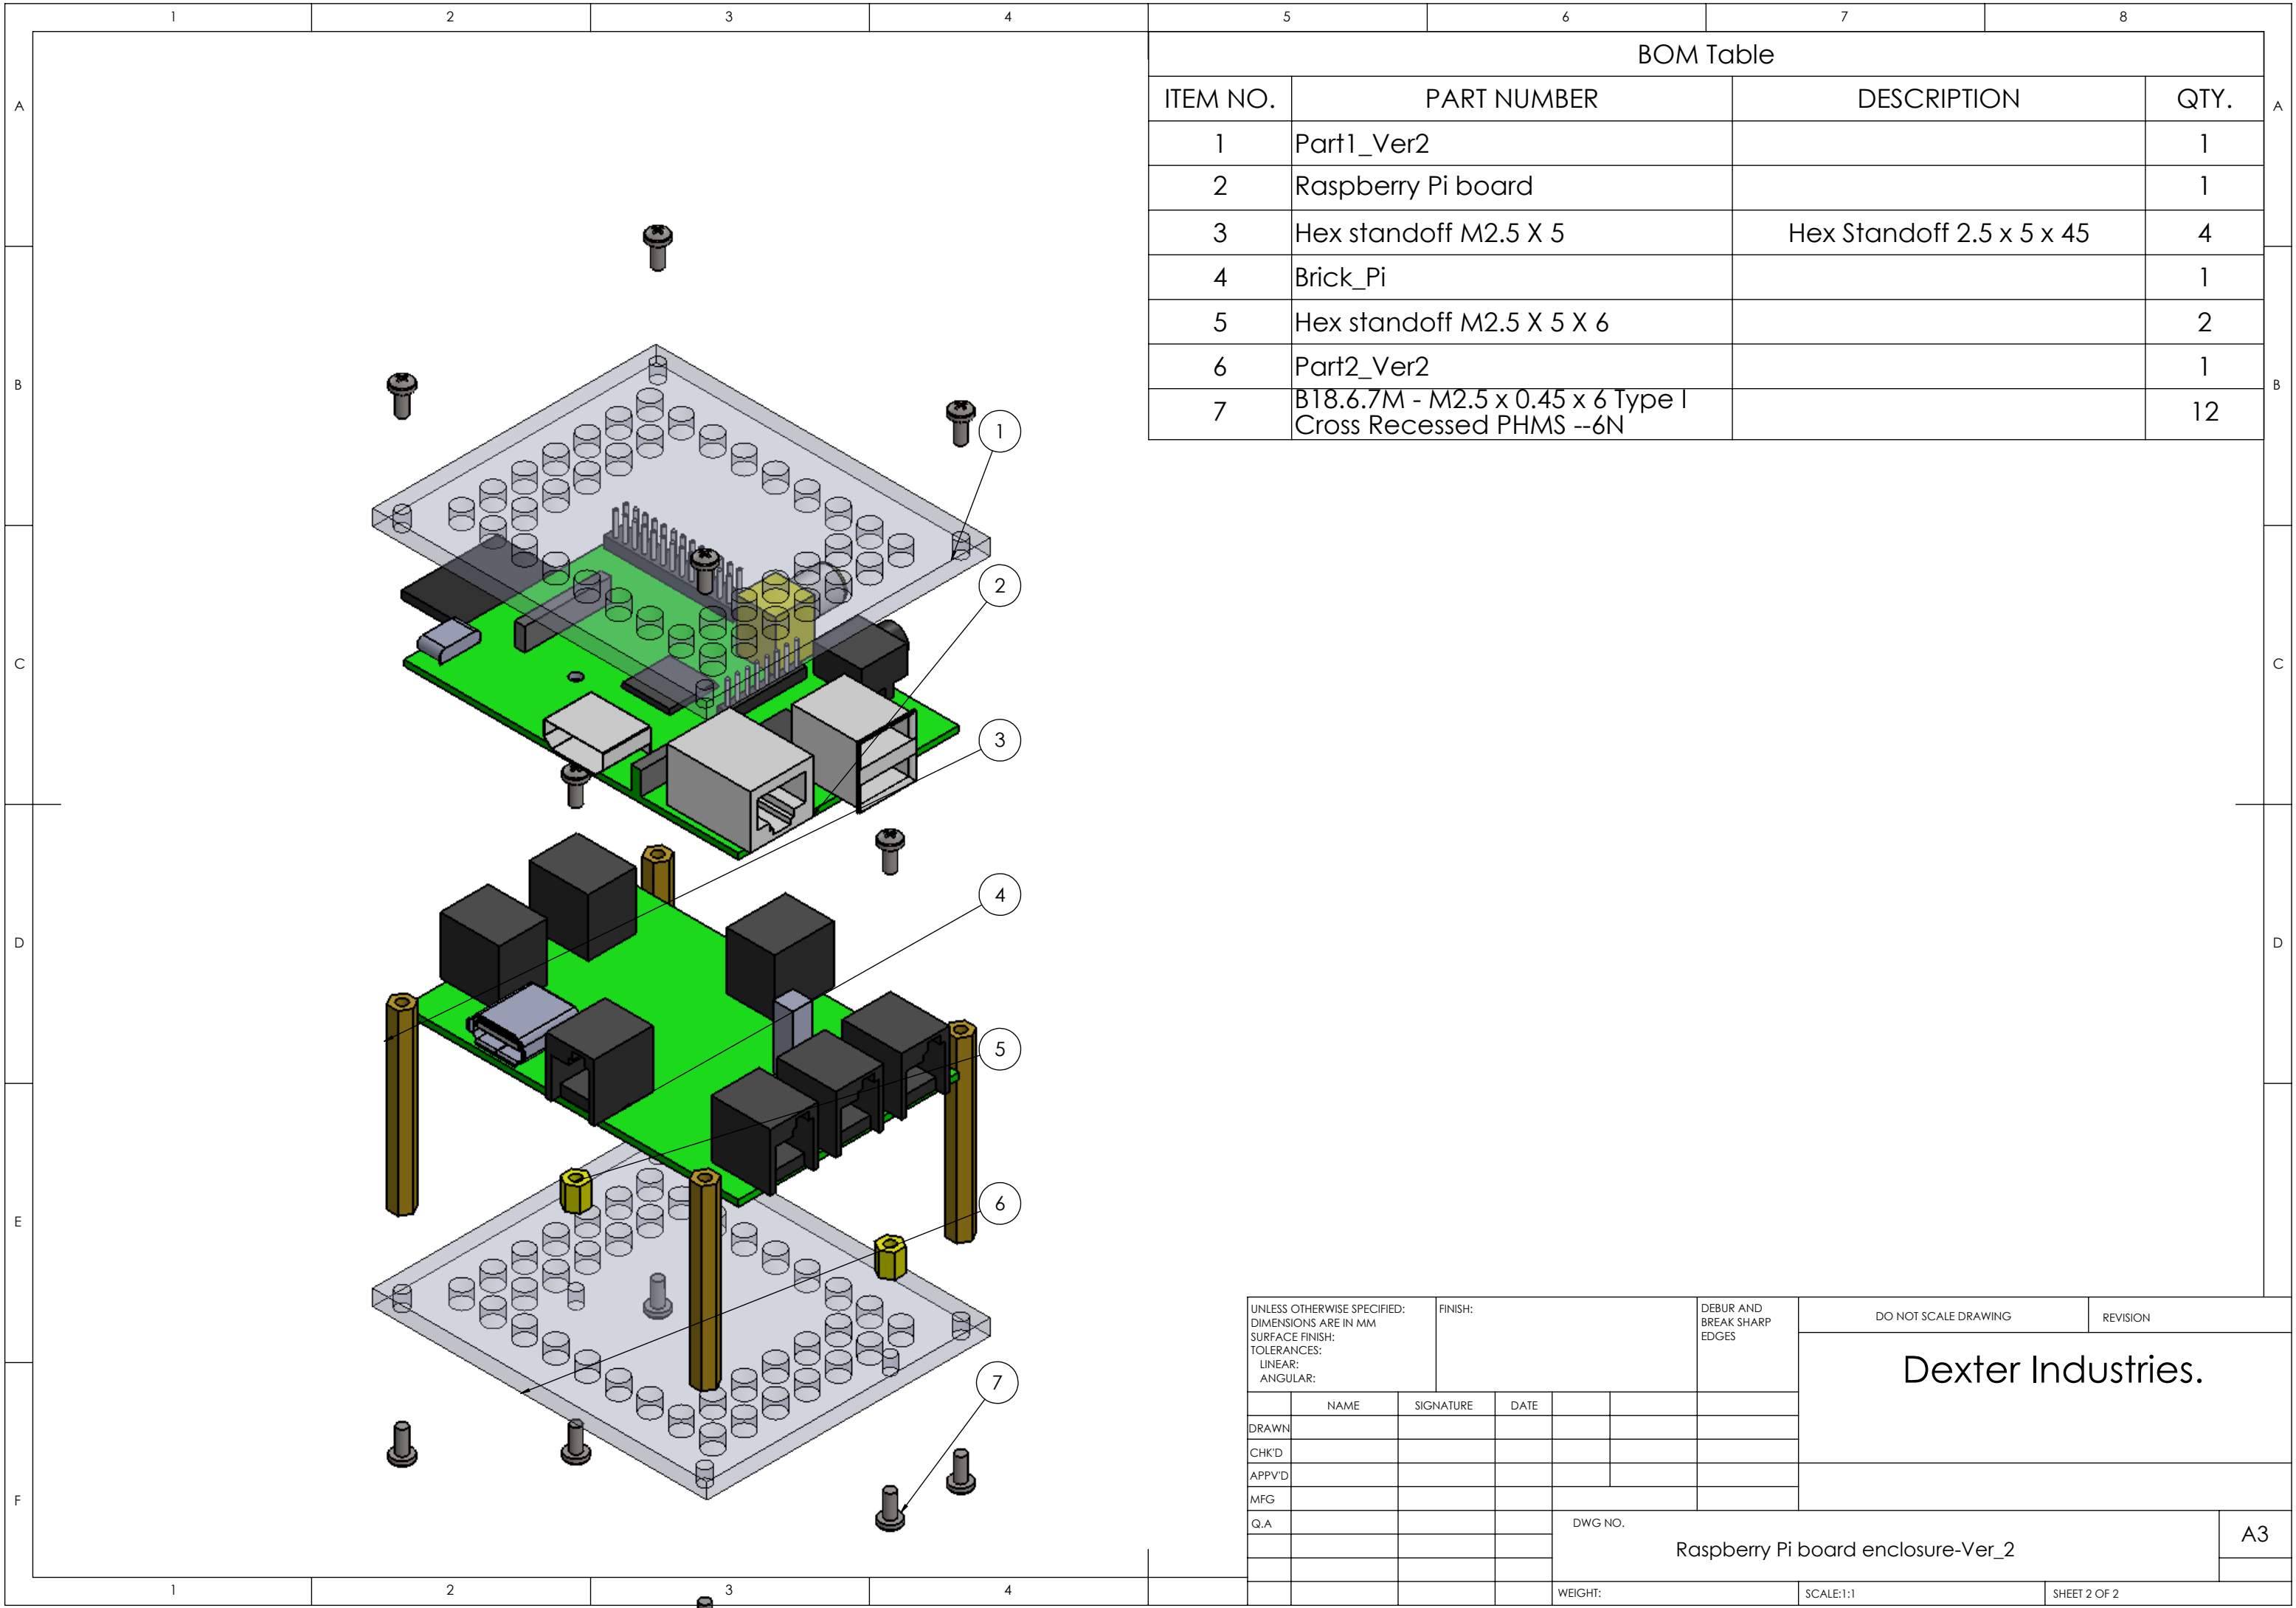 1 2 3 4 5 6 7 8
BOM Table
ITEM NO. PART NUMBER DESCRIPTION QTY.
1 Part1_Ver2 1
2 Raspberry Pi board 1
3 Hex standoff M2.5 X 5 Hex Standoff 2.5 x 5 x 45 4
4 Brick_Pi 1
5 Hex standoff M2.5 X 5 X 6 2
6 Part2_Ver2 1
7 B18.6.7M - M2.5 x 0.45 x 6 Type I
Cross Recessed PHMS --6N 12
A A
B B
C C
D D
E E
F
1
2
3
4
5
6
7
UNLESS OTHERWISE SPECIFIED:
DIMENSIONS ARE IN MM
SURFACE FINISH:
TOLERANCES:
LINEAR:
ANGULAR:
FINISH:
DEBUR AND
BREAK SHARP
EDGES
DO NOT SCALE DRAWING
REVISION
Dexter Industries.
NAME SIGNATURE DATE
DRAWN
CHK'D
APPV'D
MFG
Q.A
DWG NO.
Raspberry Pi board enclosure-Ver_2
A3
WEIGHT:
SCALE:1:1
SHEET 2 OF 2
1 2 3 4